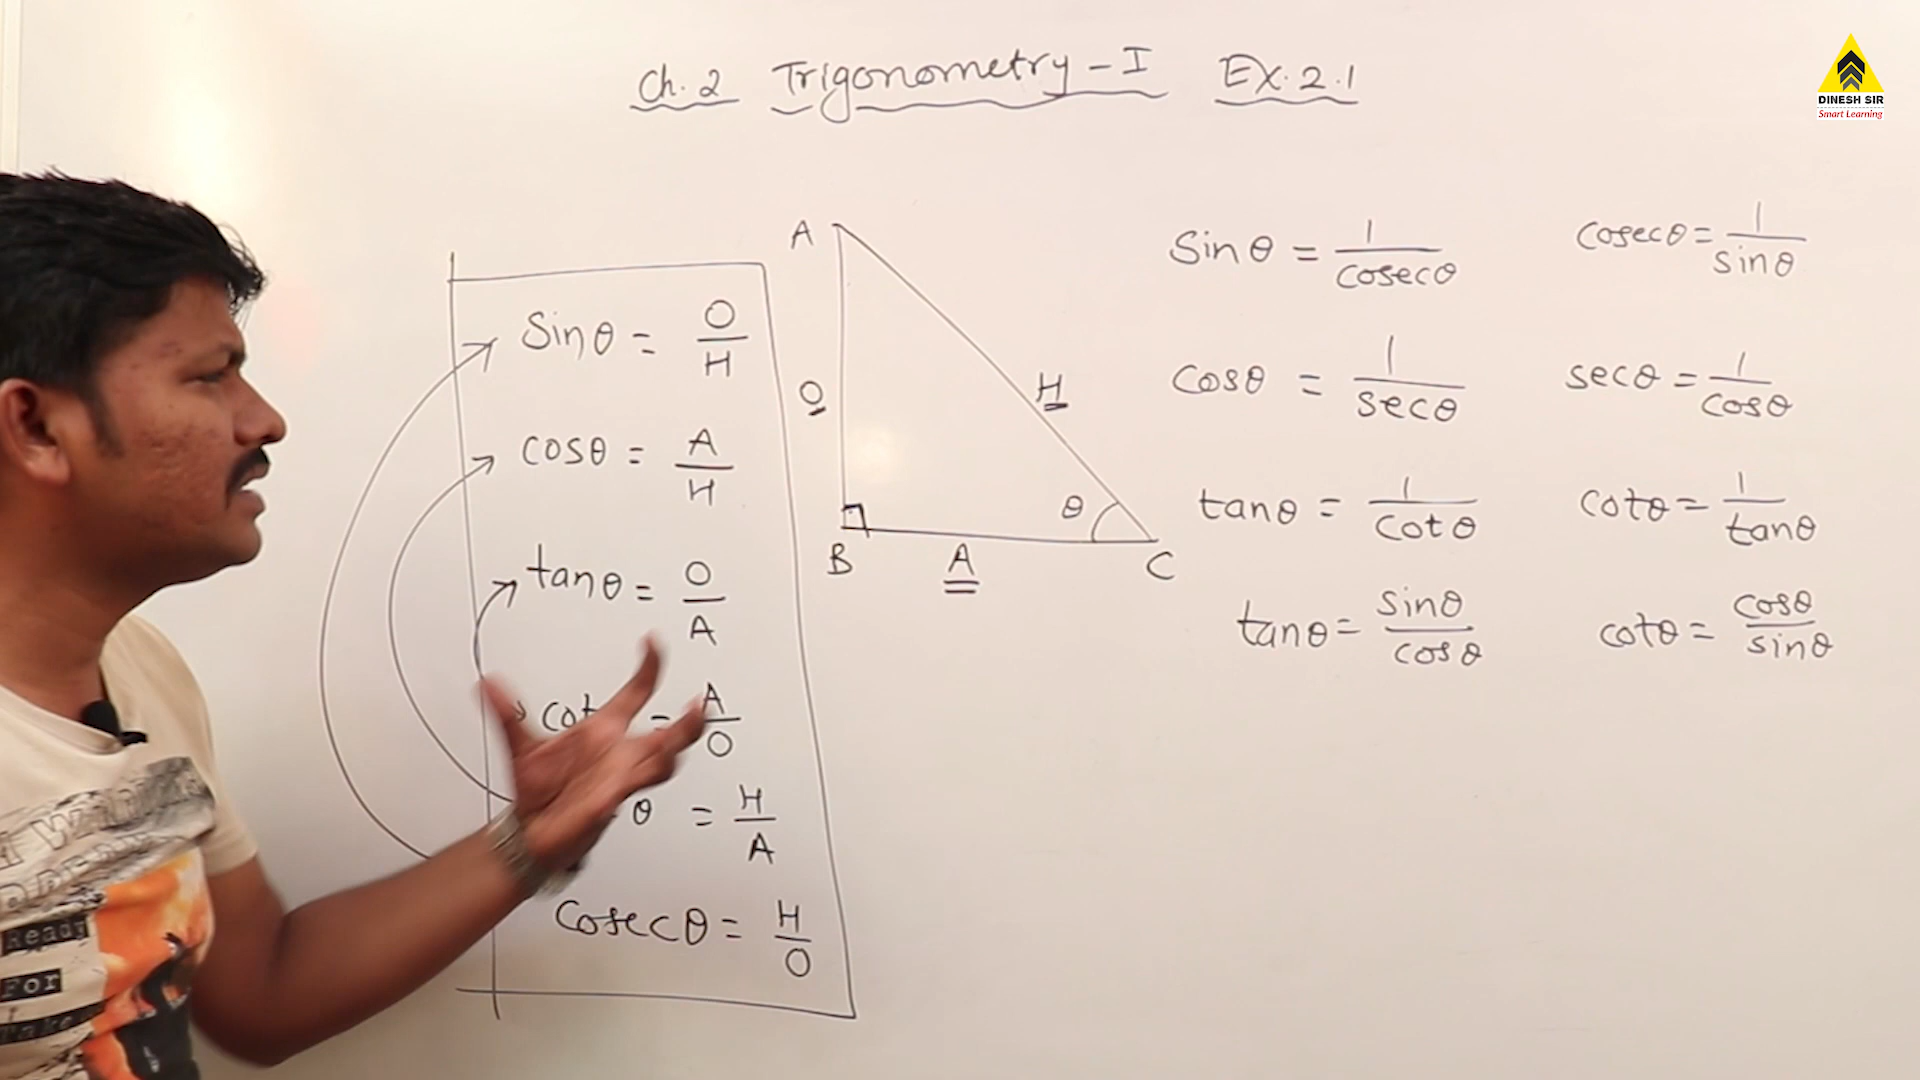 Ch. 2 Trigonometry - I Ex. 2.1
DINESH SIR
Smart Learning
Sinθ = O/H
cosθ = A/H
tanθ = O/A
cot = A/O
θ = H/A
Cosecθ = H/O
A
O
H
θ
B
A
C
Sinθ = 1/cosecθ
cosecθ = 1/sinθ
Cosθ = 1/secθ
secθ = 1/cosθ
tanθ = 1/cotθ
cotθ = 1/tanθ
tanθ = sinθ/cosθ
cotθ = cosθ/sinθ
Ready
For